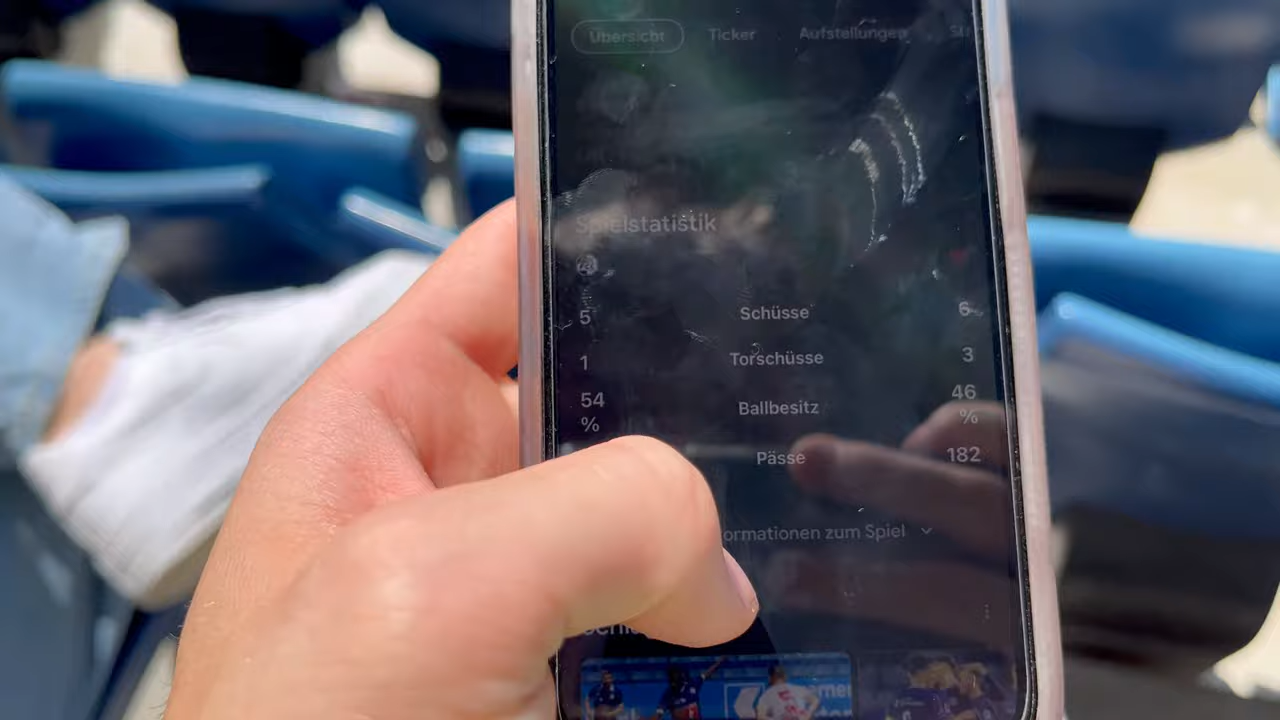 Übersicht Ticker Aufstellungen
Spielstatistik
5 Schüsse 6
1 Torschüsse 3
54 % Ballbesitz 46 %
Pässe 182
ormationen zum Spiel